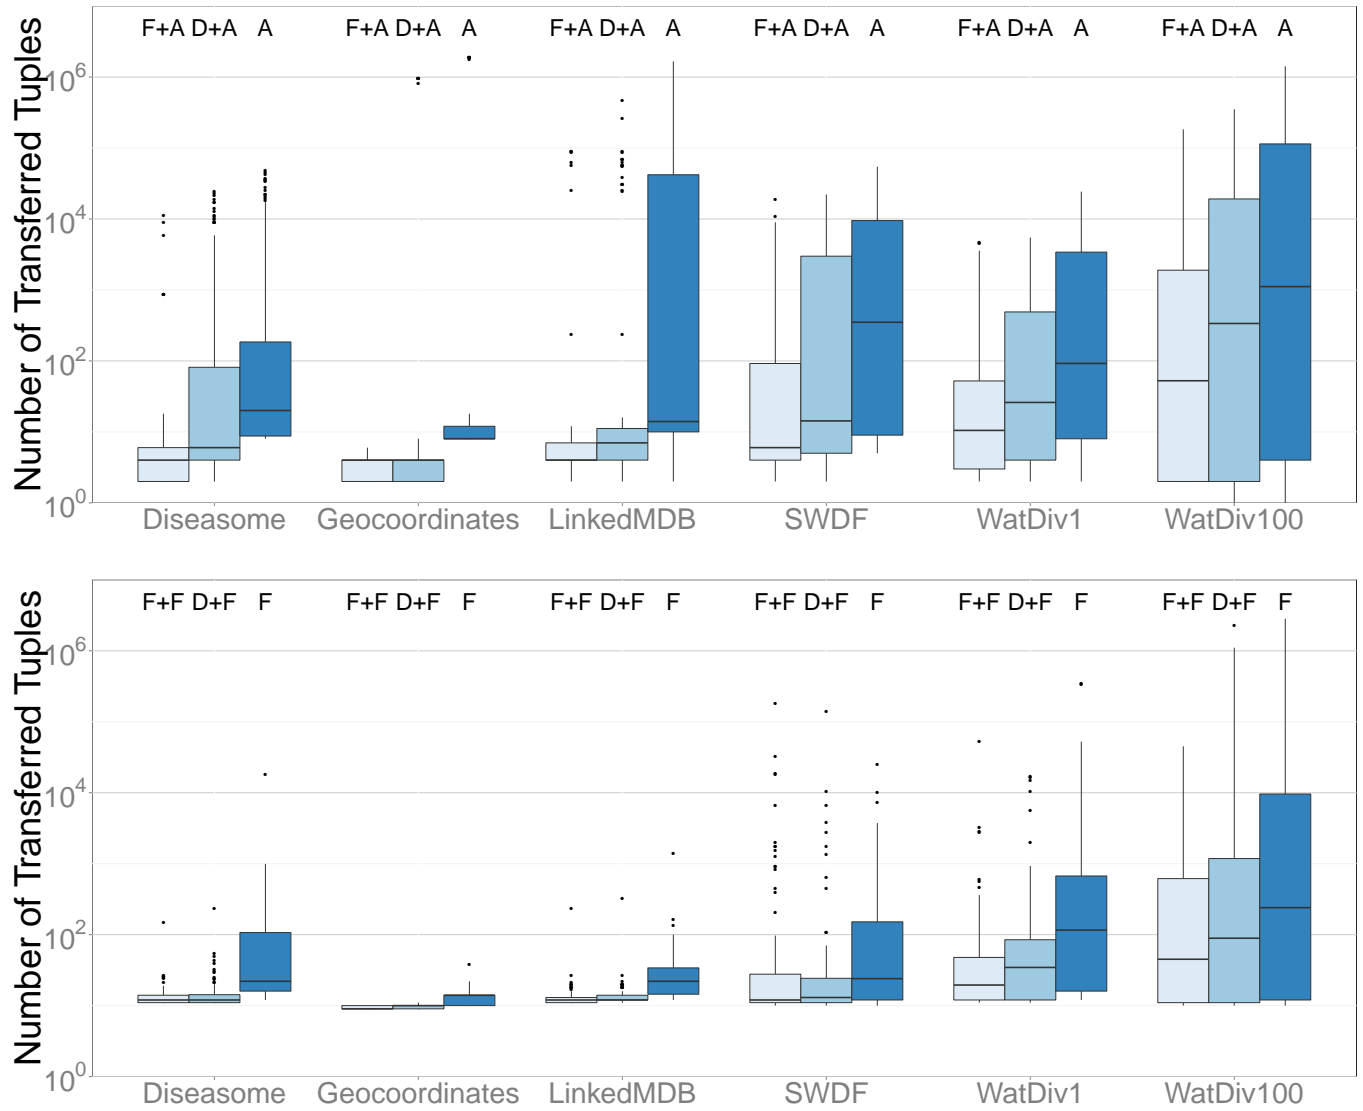 Number of Transferred Tuples
F+A D+A A F+A D+A A F+A D+A A F+A D+A A F+A D+A A F+A D+A A
10^6
10^4
10^2
10^0
Diseasome Geocoordinates LinkedMDB SWDF WatDiv1 WatDiv100
Number of Transferred Tuples
F+F D+F F F+F D+F F F+F D+F F F+F D+F F F+F D+F F F+F D+F F
10^6
10^4
10^2
10^0
Diseasome Geocoordinates LinkedMDB SWDF WatDiv1 WatDiv100